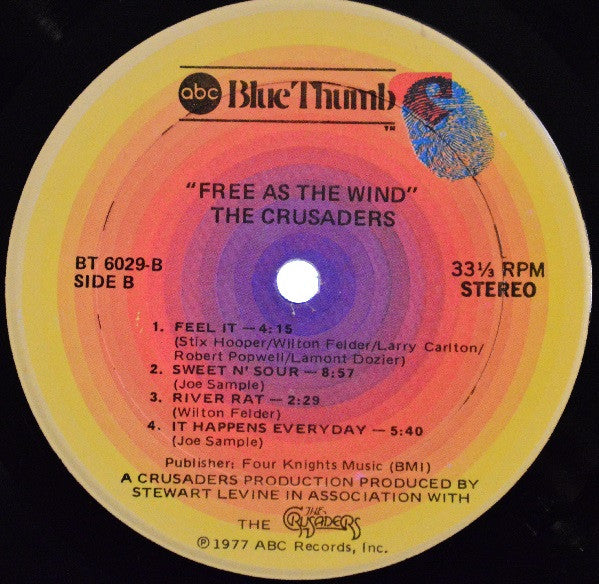 abc Blue Thumb
TM
"FREE AS THE WIND"
THE CRUSADERS
BT 6029-B
SIDE B
33⅓ RPM
STEREO
1. FEEL IT — 4:15
(Stix Hooper/Wilton Felder/Larry Carlton/
Robert Popwell/Lamont Dozier)
2. SWEET N' SOUR — 8:57
(Joe Sample)
3. RIVER RAT — 2:29
(Wilton Felder)
4. IT HAPPENS EVERYDAY — 5:40
(Joe Sample)
Publisher: Four Knights Music (BMI)
A CRUSADERS PRODUCTION PRODUCED BY
STEWART LEVINE IN ASSOCIATION WITH
THE The CRUSADERS
℗1977 ABC Records, Inc.